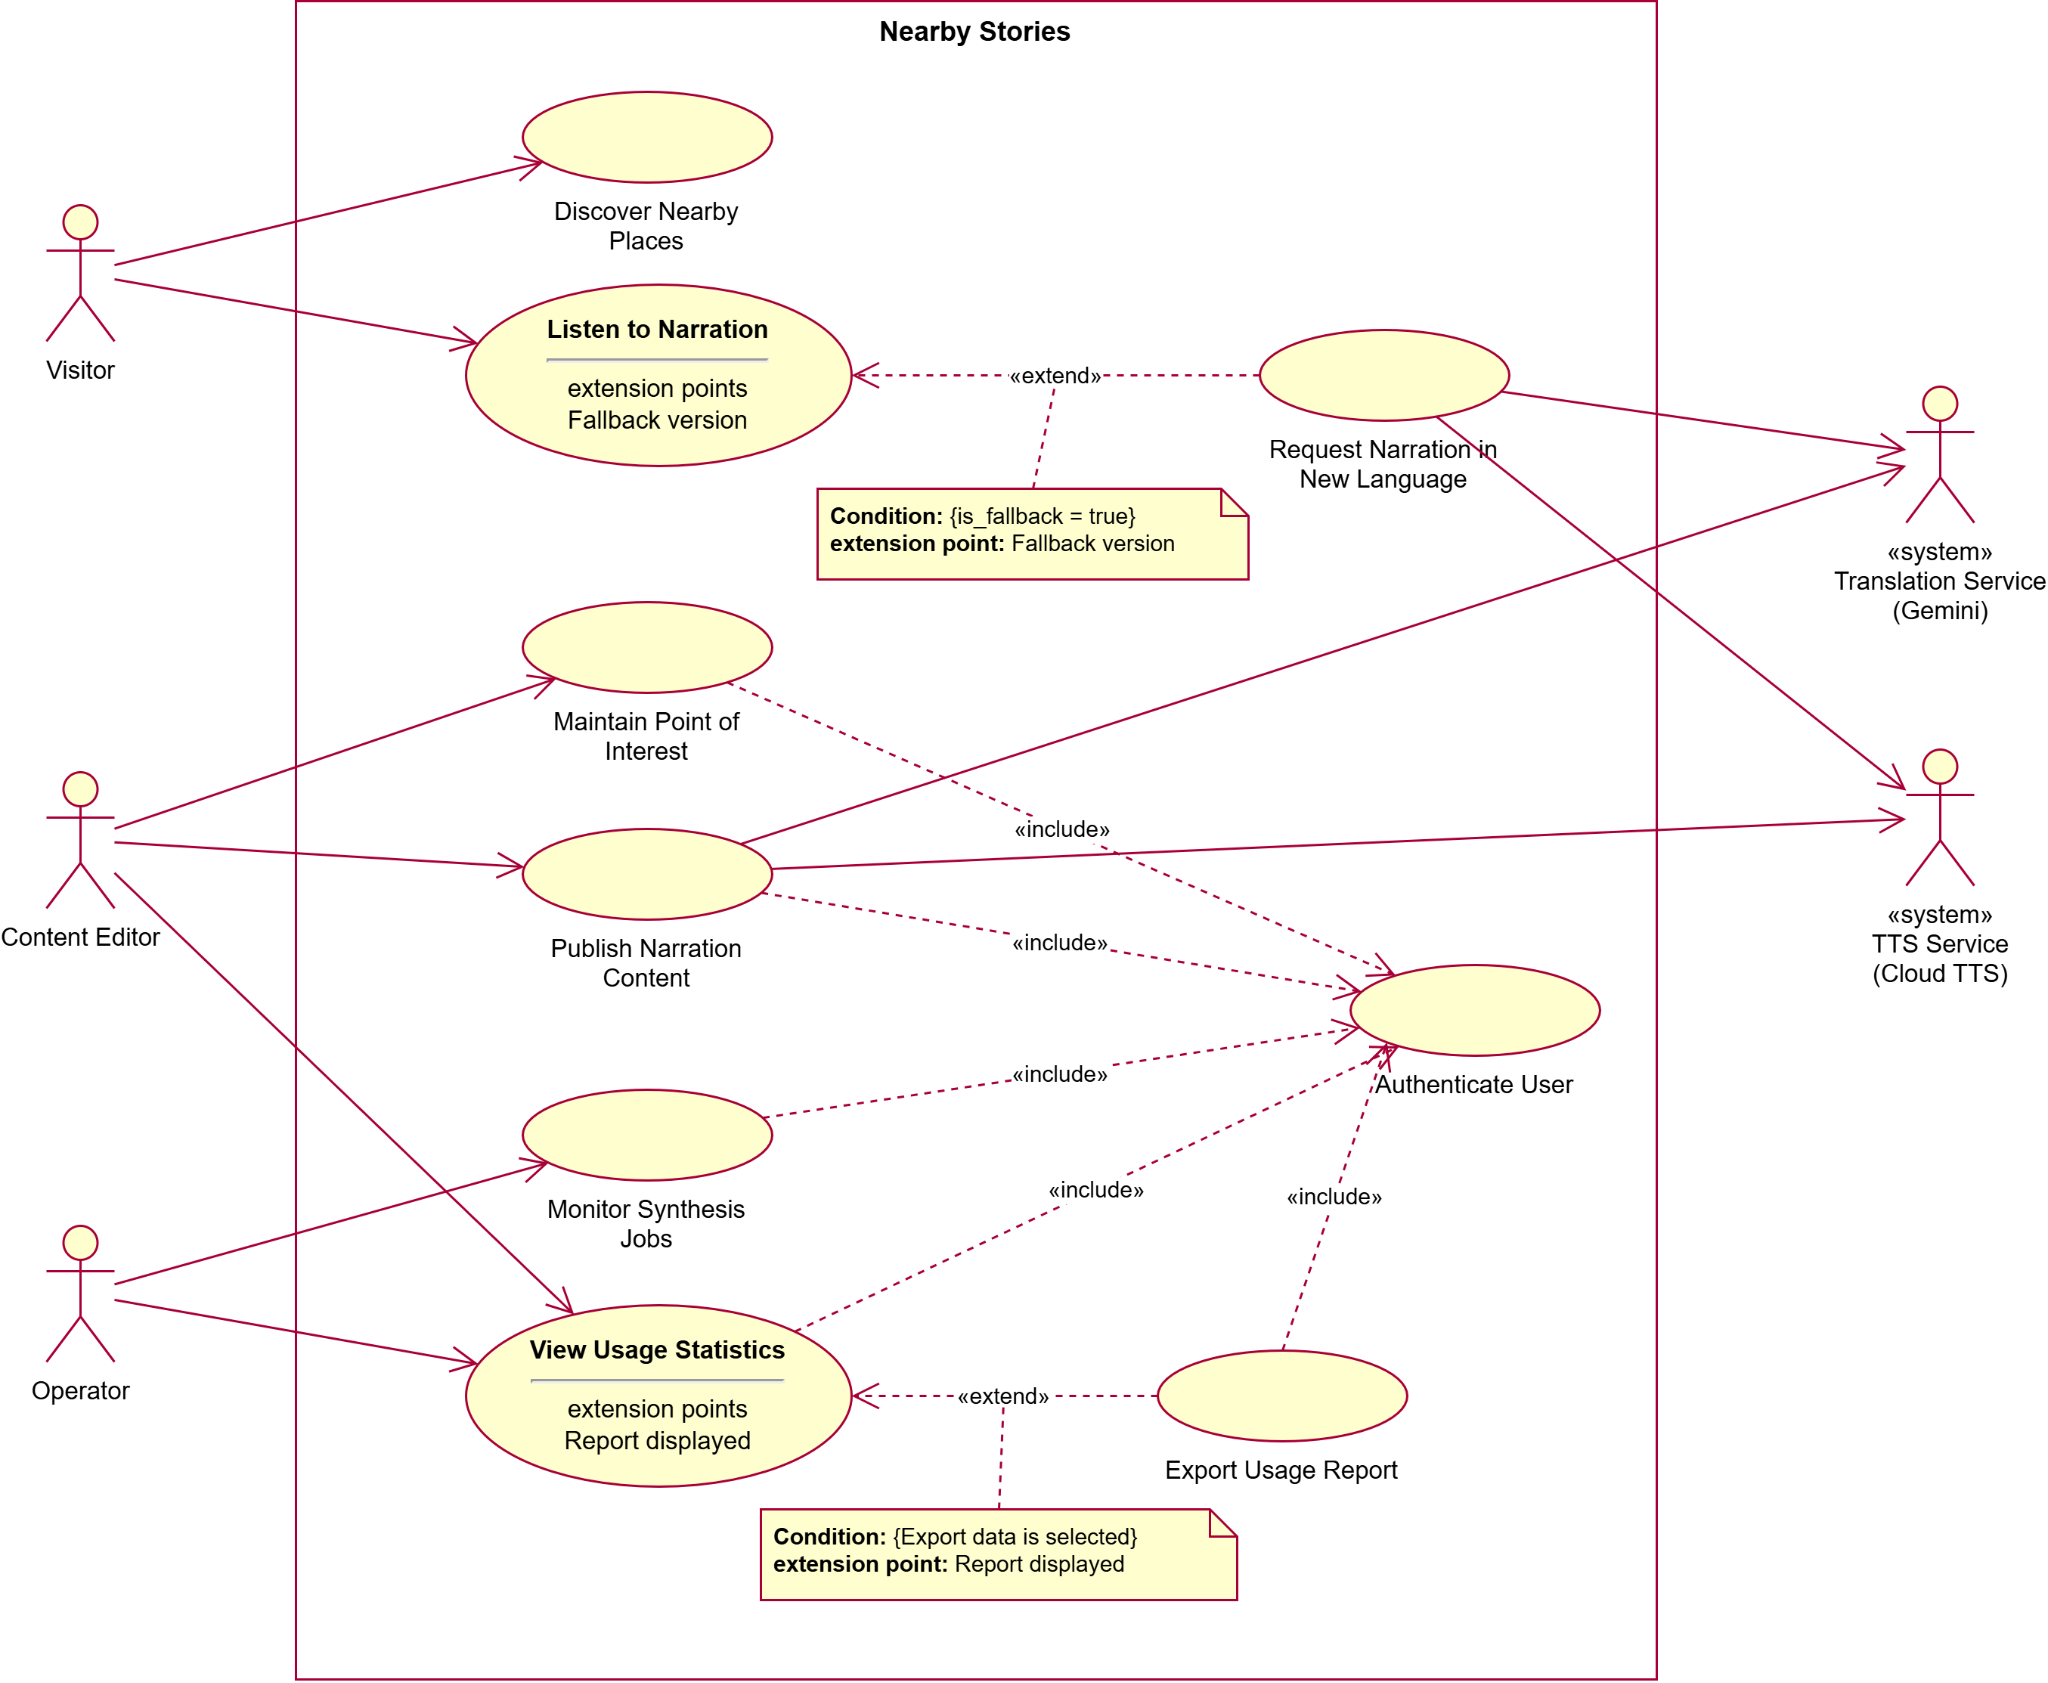 Nearby Stories
Discover Nearby
Places
Visitor
Listen to Narration
extension points
Fallback version
«extend»
Request Narration in
New Language
Condition: {is_fallback = true}
extension point: Fallback version
«system»
Translation Service
(Gemini)
Maintain Point of
Interest
«include»
Content Editor
Publish Narration
Content
«include»
«system»
TTS Service
(Cloud TTS)
Authenticate User
«include»
Monitor Synthesis
Jobs
«include»
«include»
Operator
View Usage Statistics
extension points
Report displayed
«extend»
Export Usage Report
Condition: {Export data is selected}
extension point: Report displayed